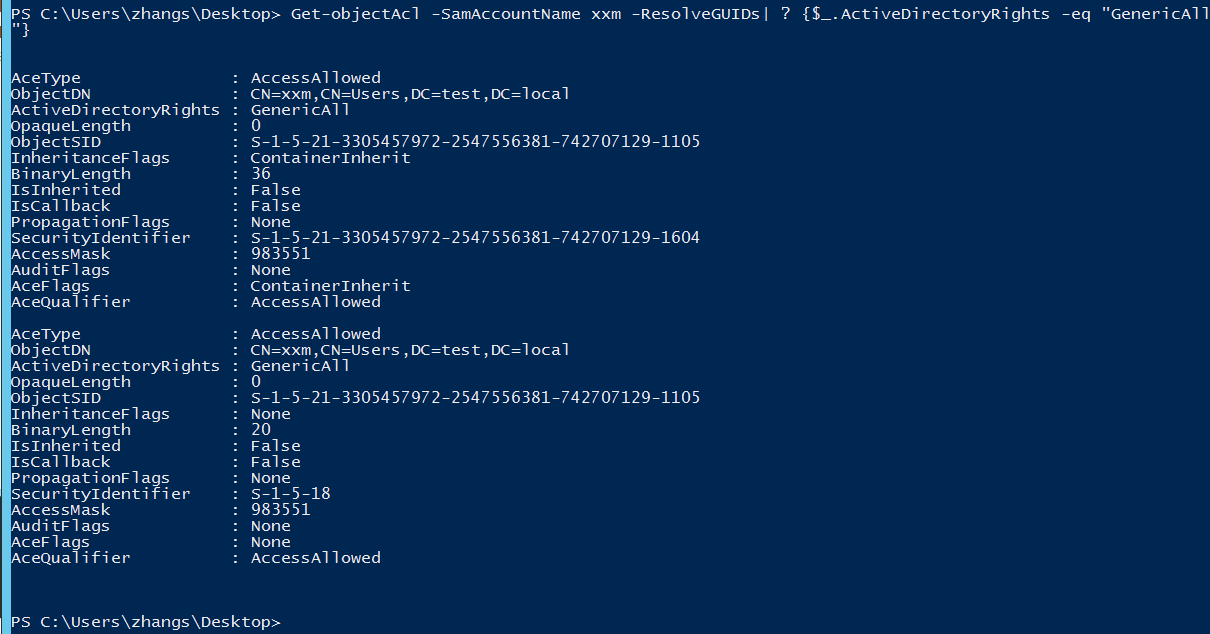 PS C:\Users\zhangs\Desktop> Get-objectAcl -SamAccountName xxm -ResolveGUIDs| ? {$_.ActiveDirectoryRights -eq "GenericAll
"}
AceType               : AccessAllowed
ObjectDN              : CN=xxm,CN=Users,DC=test,DC=local
ActiveDirectoryRights : GenericAll
OpaqueLength          : 0
ObjectSID             : S-1-5-21-3305457972-2547556381-742707129-1105
InheritanceFlags      : ContainerInherit
BinaryLength          : 36
IsInherited           : False
IsCallback            : False
PropagationFlags      : None
SecurityIdentifier    : S-1-5-21-3305457972-2547556381-742707129-1604
AccessMask            : 983551
AuditFlags            : None
AceFlags              : ContainerInherit
AceQualifier          : AccessAllowed
AceType               : AccessAllowed
ObjectDN              : CN=xxm,CN=Users,DC=test,DC=local
ActiveDirectoryRights : GenericAll
OpaqueLength          : 0
ObjectSID             : S-1-5-21-3305457972-2547556381-742707129-1105
InheritanceFlags      : None
BinaryLength          : 20
IsInherited           : False
IsCallback            : False
PropagationFlags      : None
SecurityIdentifier    : S-1-5-18
AccessMask            : 983551
AuditFlags            : None
AceFlags              : None
AceQualifier          : AccessAllowed
PS C:\Users\zhangs\Desktop>